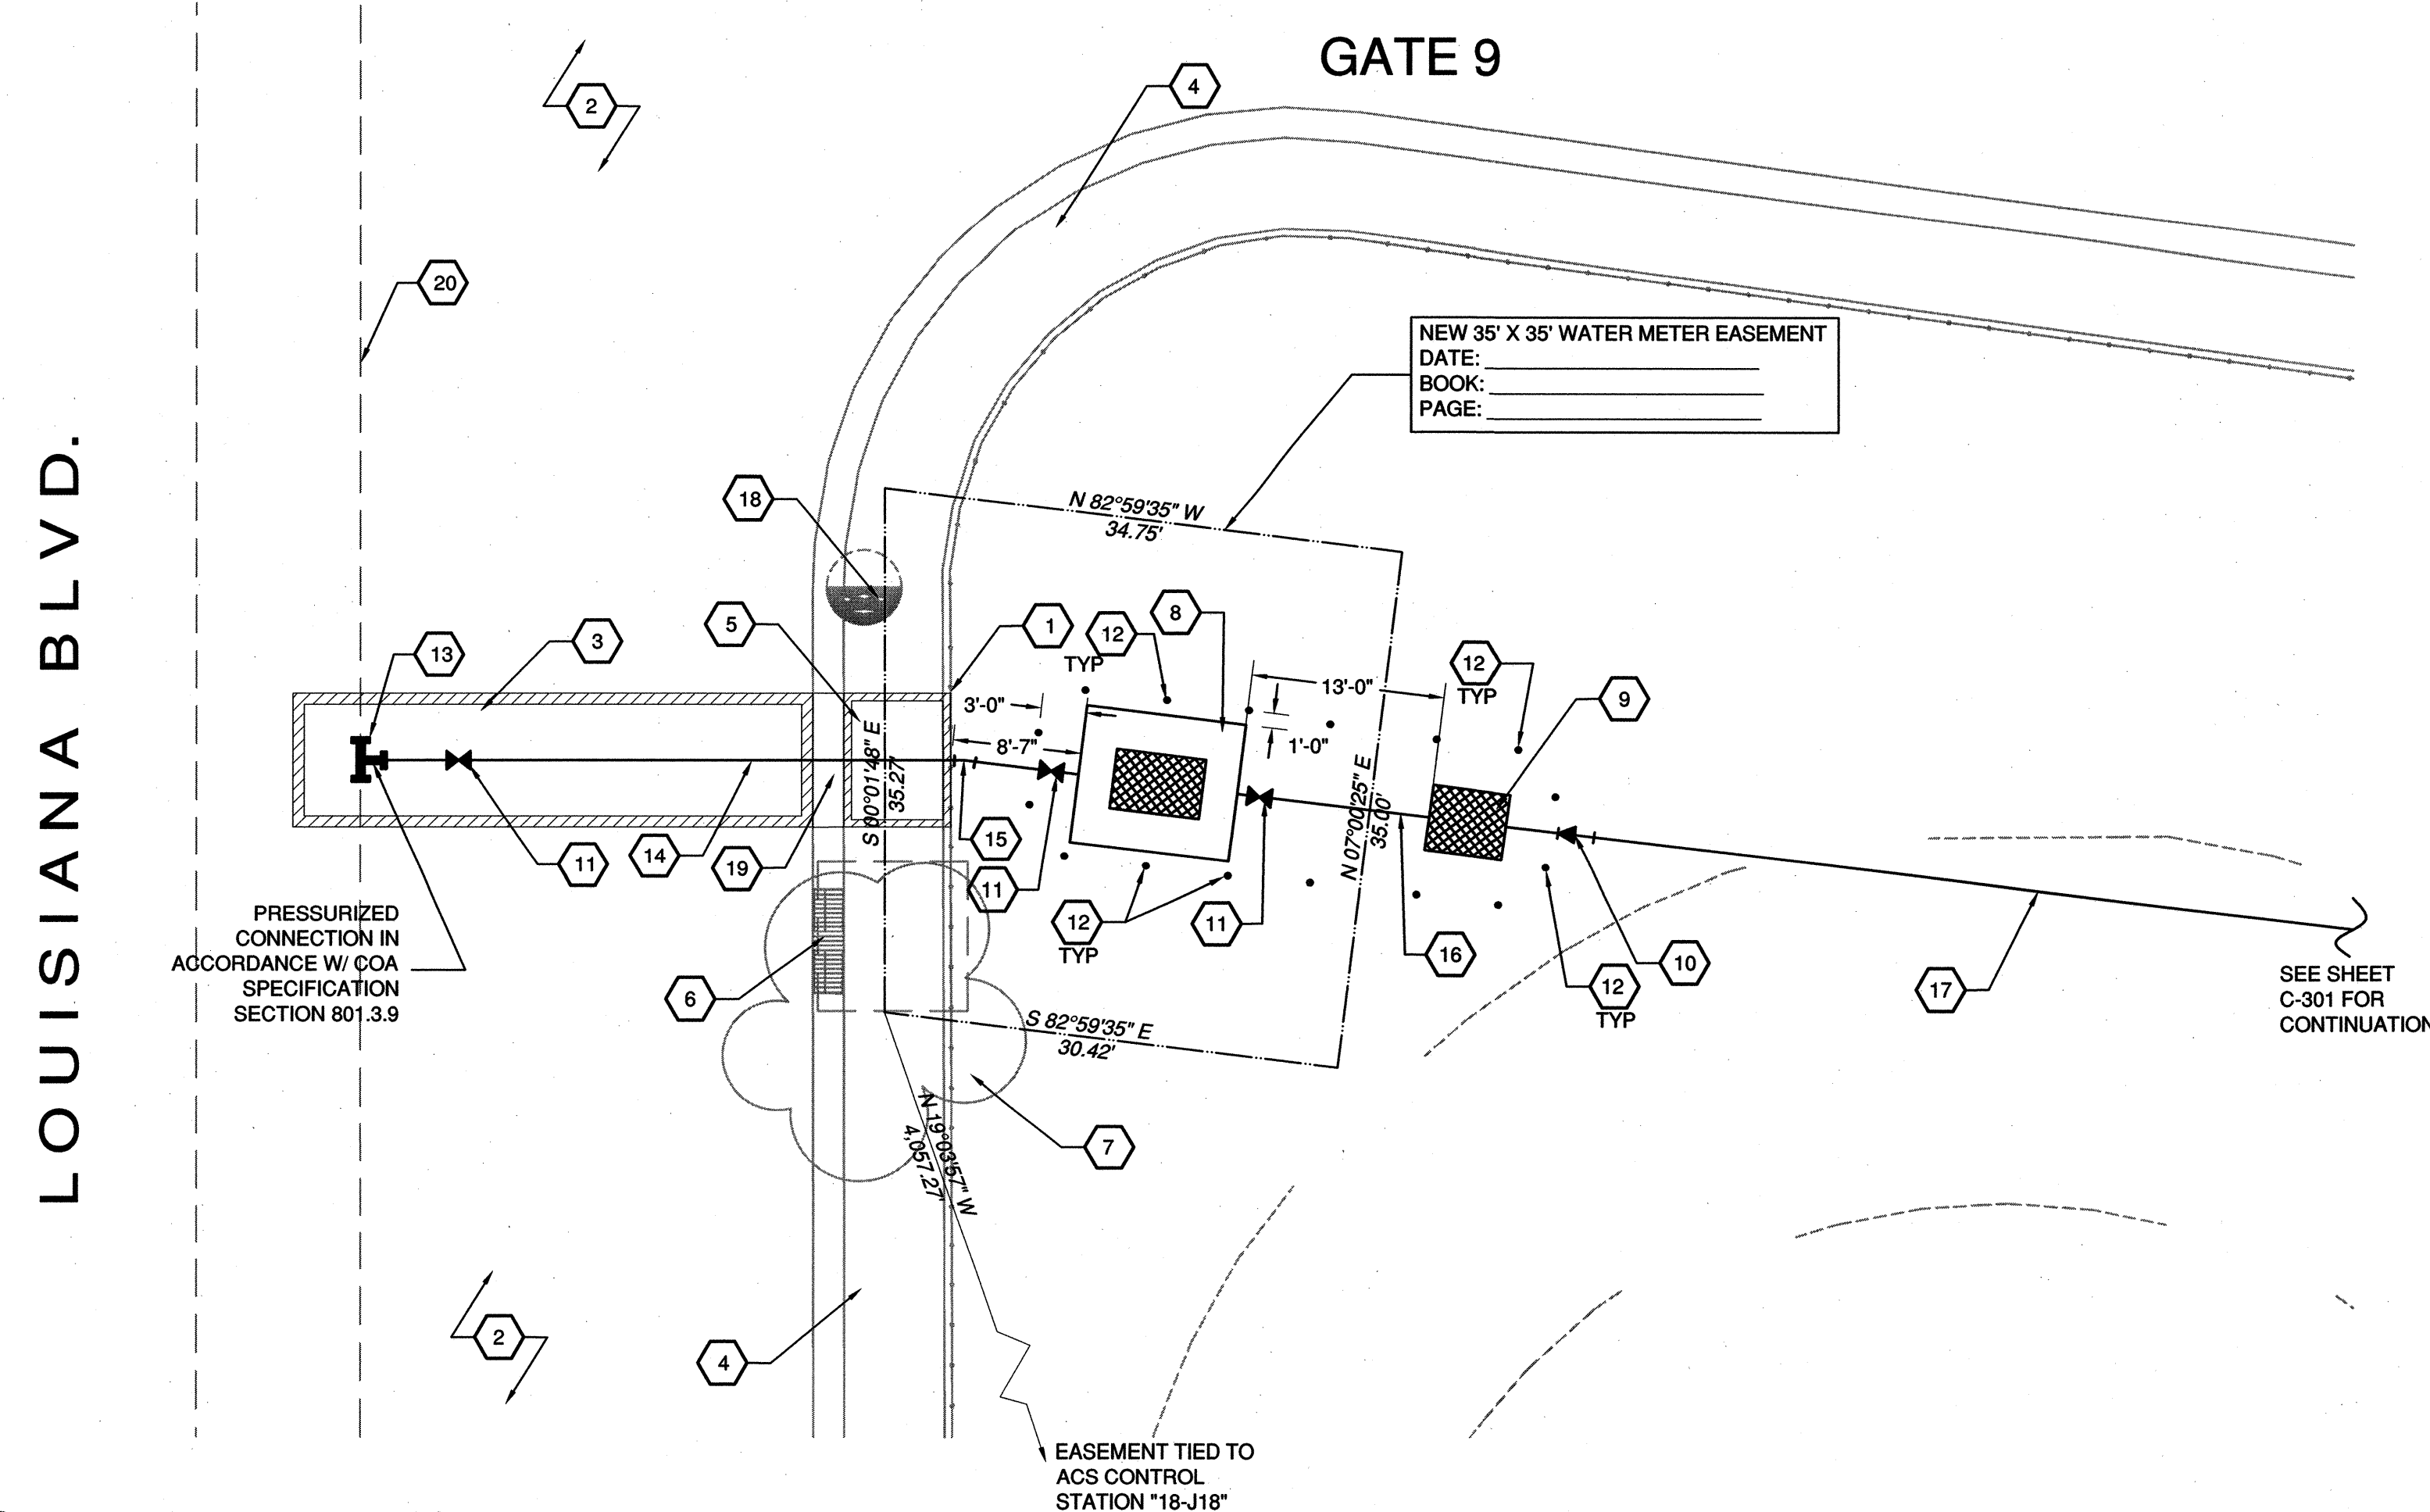 GATE 9
LOUISIANA BLVD.
2
4
20
NEW 35' X 35' WATER METER EASEMENT
DATE:
BOOK:
PAGE:
18
N 82°59'35" W
34.75'
5
1
12
TYP
8
13
3
12
TYP
9
3'-0"
13'-0"
8'-7"
1'-0"
S 00°01'48" E
35.27'
N 07°00'25" E
35.00'
11
14
19
15
11
12
TYP
11
16
10
12
TYP
17
PRESSURIZED
CONNECTION IN
ACCORDANCE W/ COA
SPECIFICATION
SECTION 801.3.9
6
SEE SHEET
C-301 FOR
CONTINUATION
S 82°59'35" E
30.42'
7
N 19°03'57" W
4,057.27'
2
4
EASEMENT TIED TO
ACS CONTROL
STATION "18-J18"